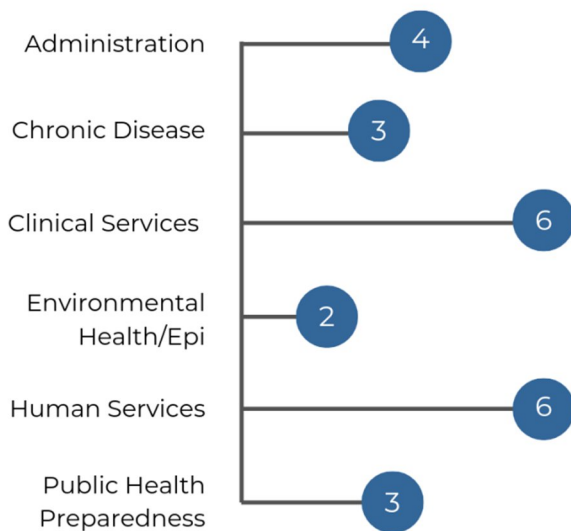 Administration
4
Chronic Disease
3
Clinical Services
6
Environmental
Health/Epi
2
Human Services
6
Public Health
Preparedness
3